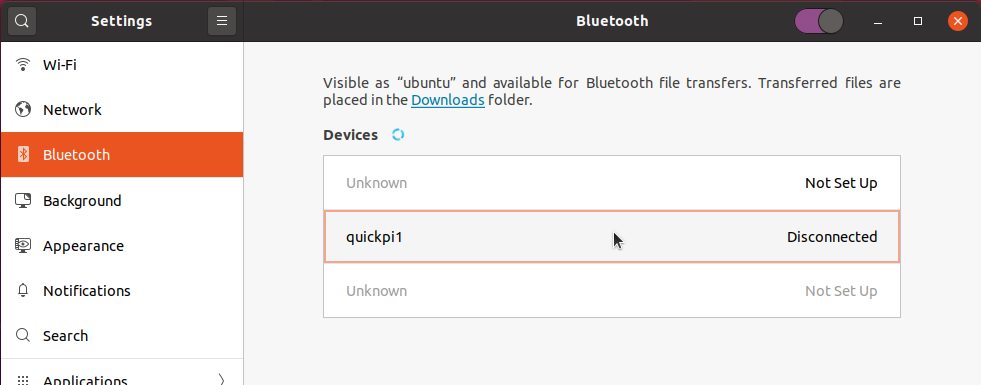 Settings
Bluetooth
Wi-Fi
Network
Bluetooth
Background
Appearance
Notifications
Search
Applications
Visible as “ubuntu” and available for Bluetooth file transfers. Transferred files are
placed in the Downloads folder.
Devices
Unknown Not Set Up
quickpi1 Disconnected
Unknown Not Set Up